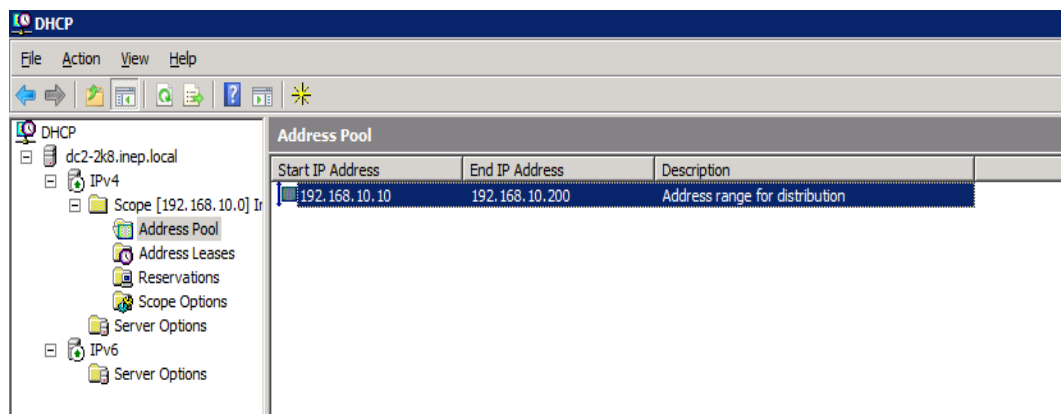 DHCP
File Action View Help
DHCP
dc2-2k8.inep.local
IPv4
Scope [192.168.10.0] Ir
Address Pool
Address Leases
Reservations
Scope Options
Server Options
IPv6
Server Options
Address Pool
Start IP Address End IP Address Description
192.168.10.10 192.168.10.200 Address range for distribution